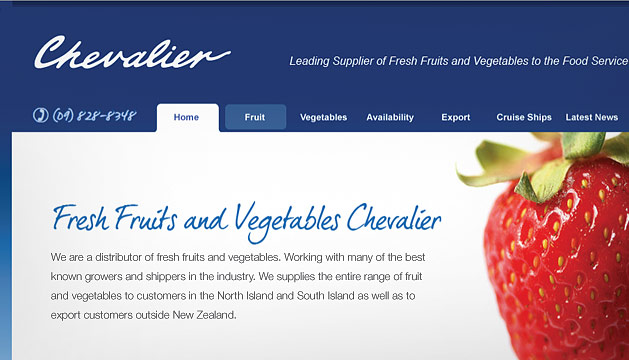 Chevalier
Leading Supplier of Fresh Fruits and Vegetables to the Food Service
(09) 828-8348
Home
Fruit
Vegetables
Availability
Export
Cruise Ships
Latest News
Fresh Fruits and Vegetables Chevalier
We are a distributor of fresh fruits and vegetables. Working with many of the best
known growers and shippers in the industry. We supplies the entire range of fruit
and vegetables to customers in the North Island and South Island as well as to
export customers outside New Zealand.